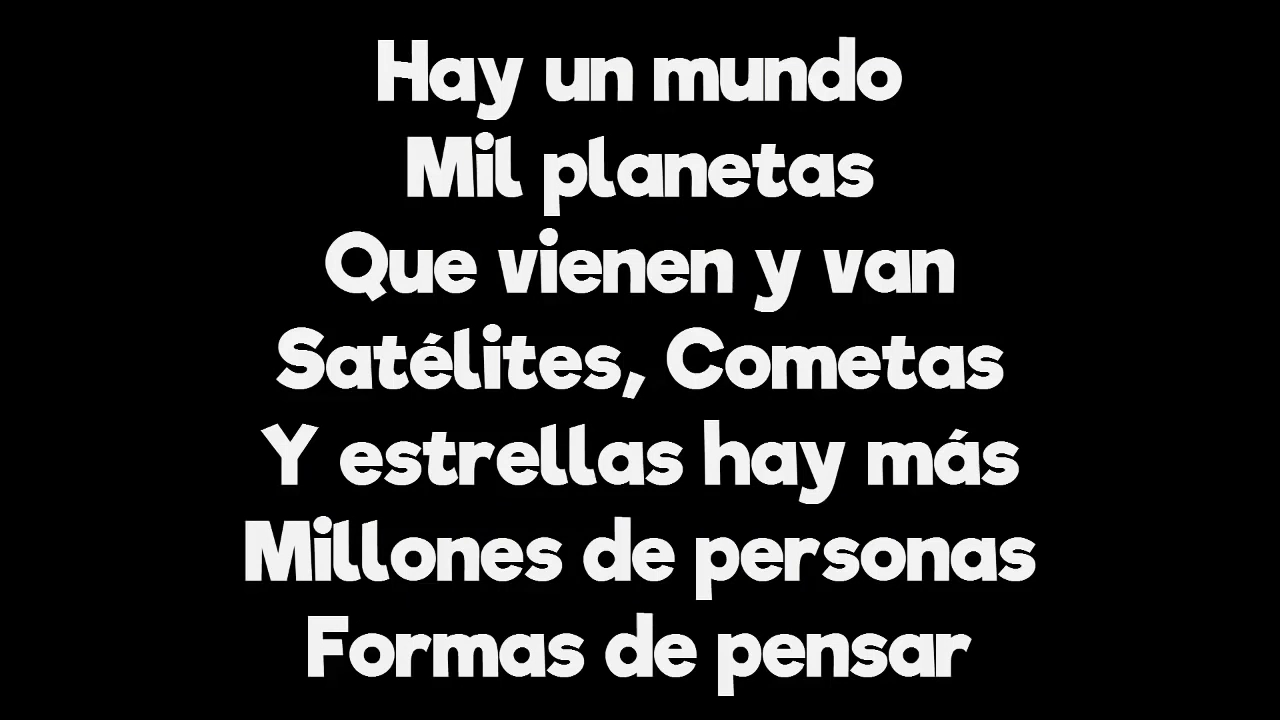 Hay un mundo
Mil planetas
Que vienen y van
Satélites, Cometas
Y estrellas hay más
Millones de personas
Formas de pensar